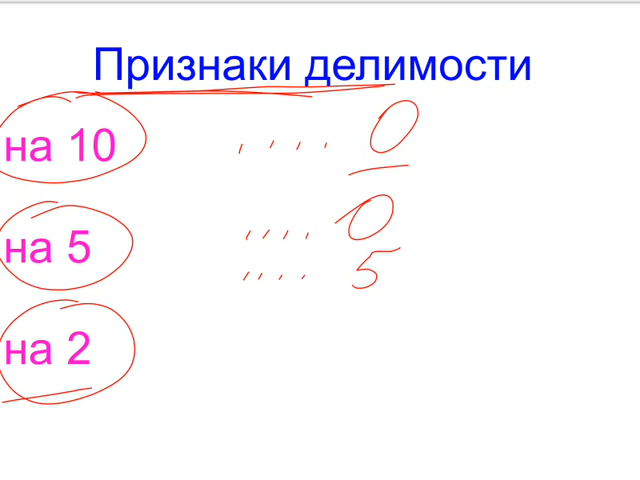 Признаки делимости
на 10 .... 0
на 5 .... 0
.... 5
на 2